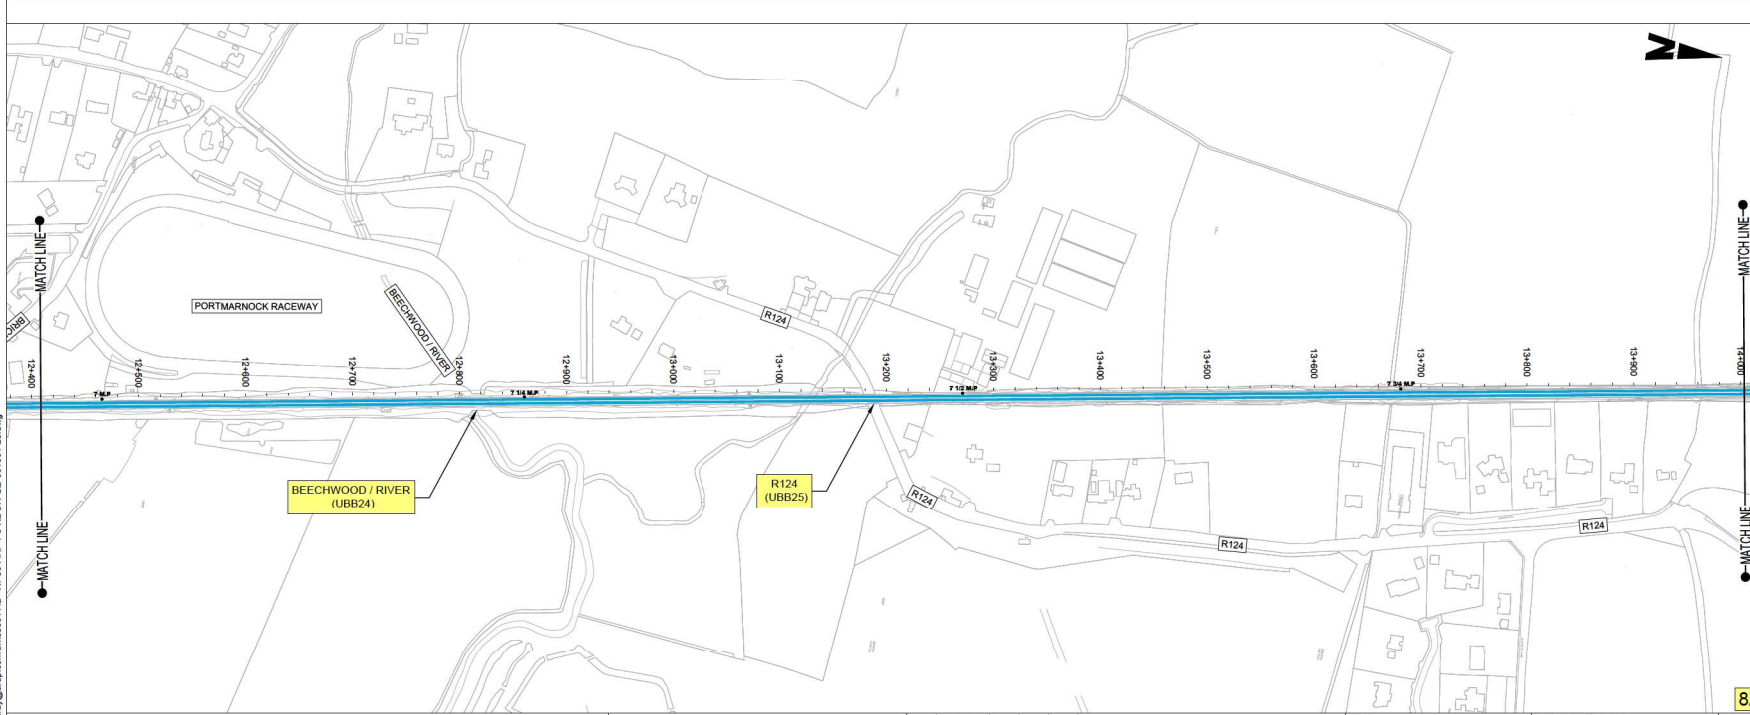 N
MATCH LINE
MATCH LINE
PORTMARNOCK RACEWAY
BEECHWOOD / RIVER
R124
12+400
12+500
12+600
12+700
12+800
12+900
13+000
13+100
13+200
13+300
13+400
13+500
13+600
13+700
13+800
13+900
14+000
7 M.P
7 1/4 M.P
7 1/2 M.P
7 3/4 M.P
BEECHWOOD / RIVER
(UBB24)
R124
(UBB25)
R124
R124
R124
MATCH LINE
MATCH LINE